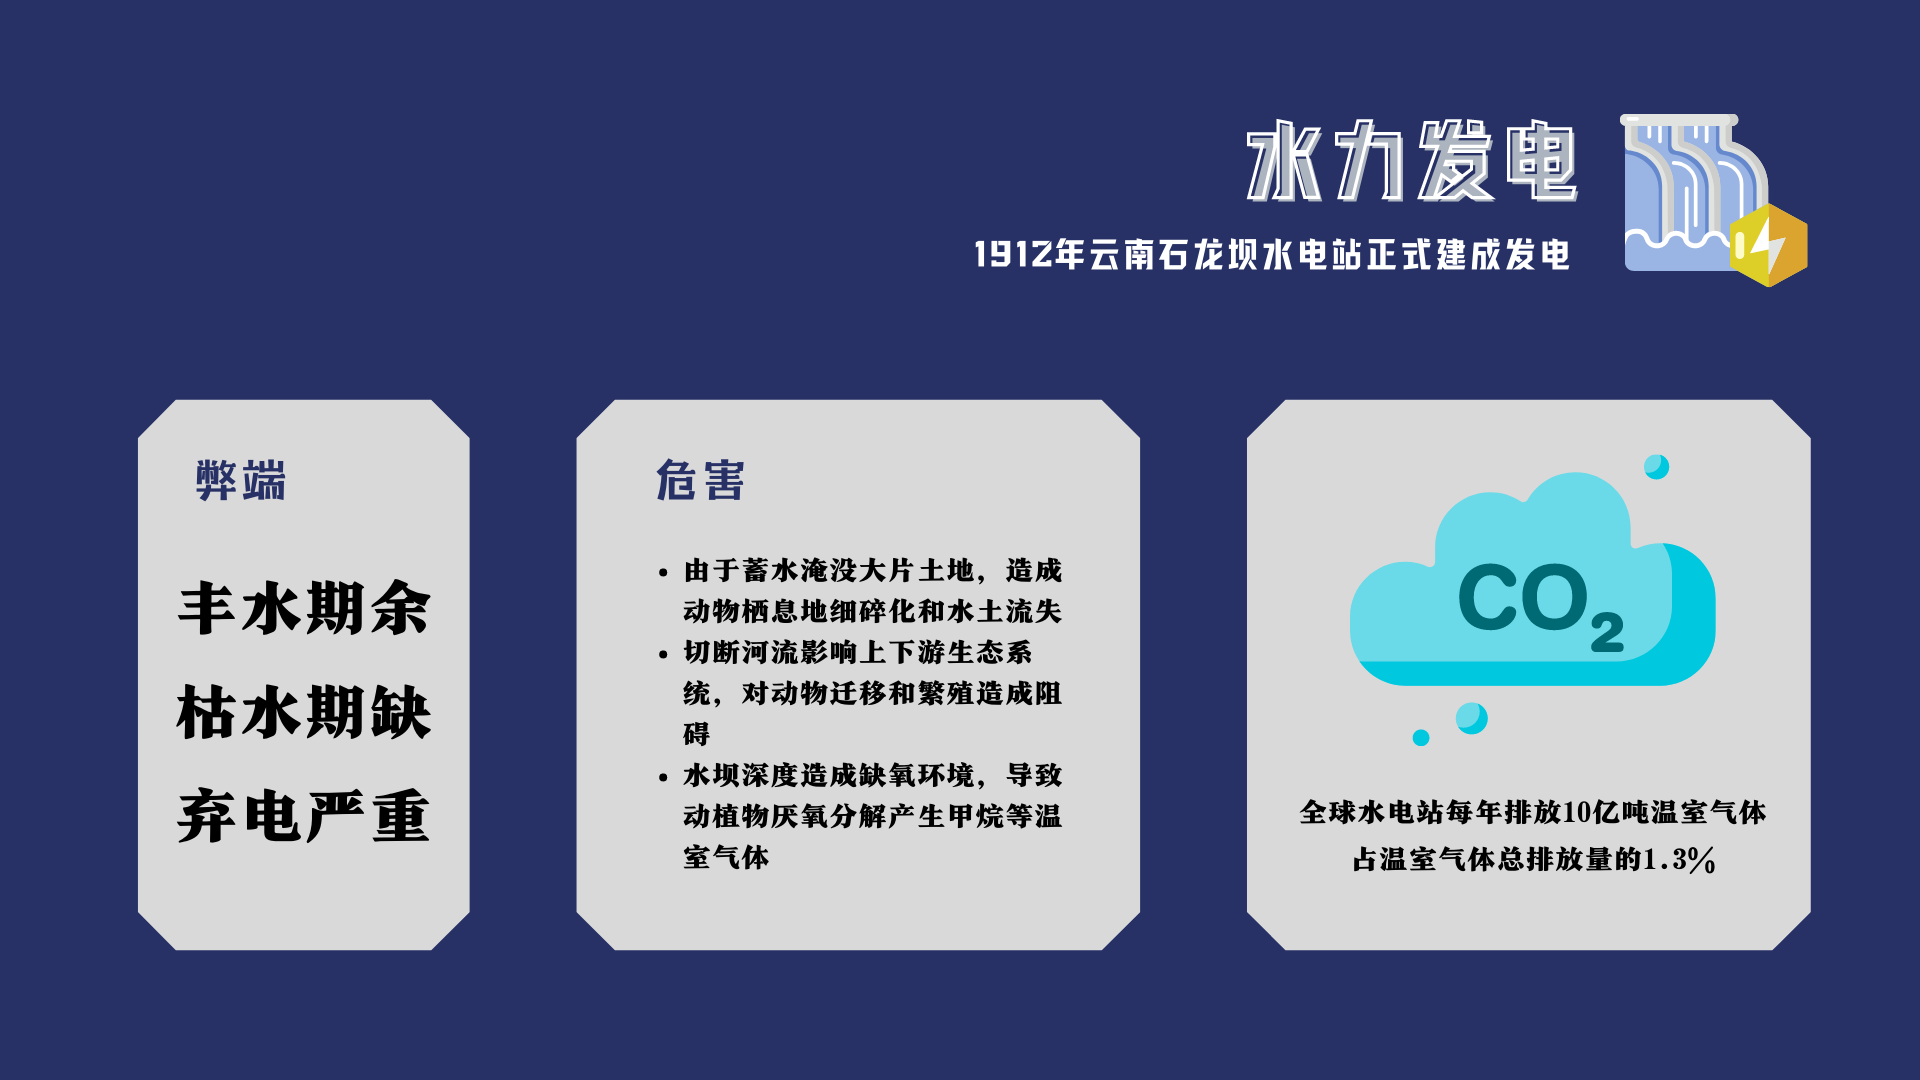 水力发电
1912年云南石龙坝水电站正式建成发电
弊端
丰水期余
枯水期缺
弃电严重
危害
• 由于蓄水淹没大片土地，造成
动物栖息地细碎化和水土流失
• 切断河流影响上下游生态系
统，对动物迁移和繁殖造成阻
碍
• 水坝深度造成缺氧环境，导致
动植物厌氧分解产生甲烷等温
室气体
CO₂
全球水电站每年排放10亿吨温室气体
占温室气体总排放量的1.3%